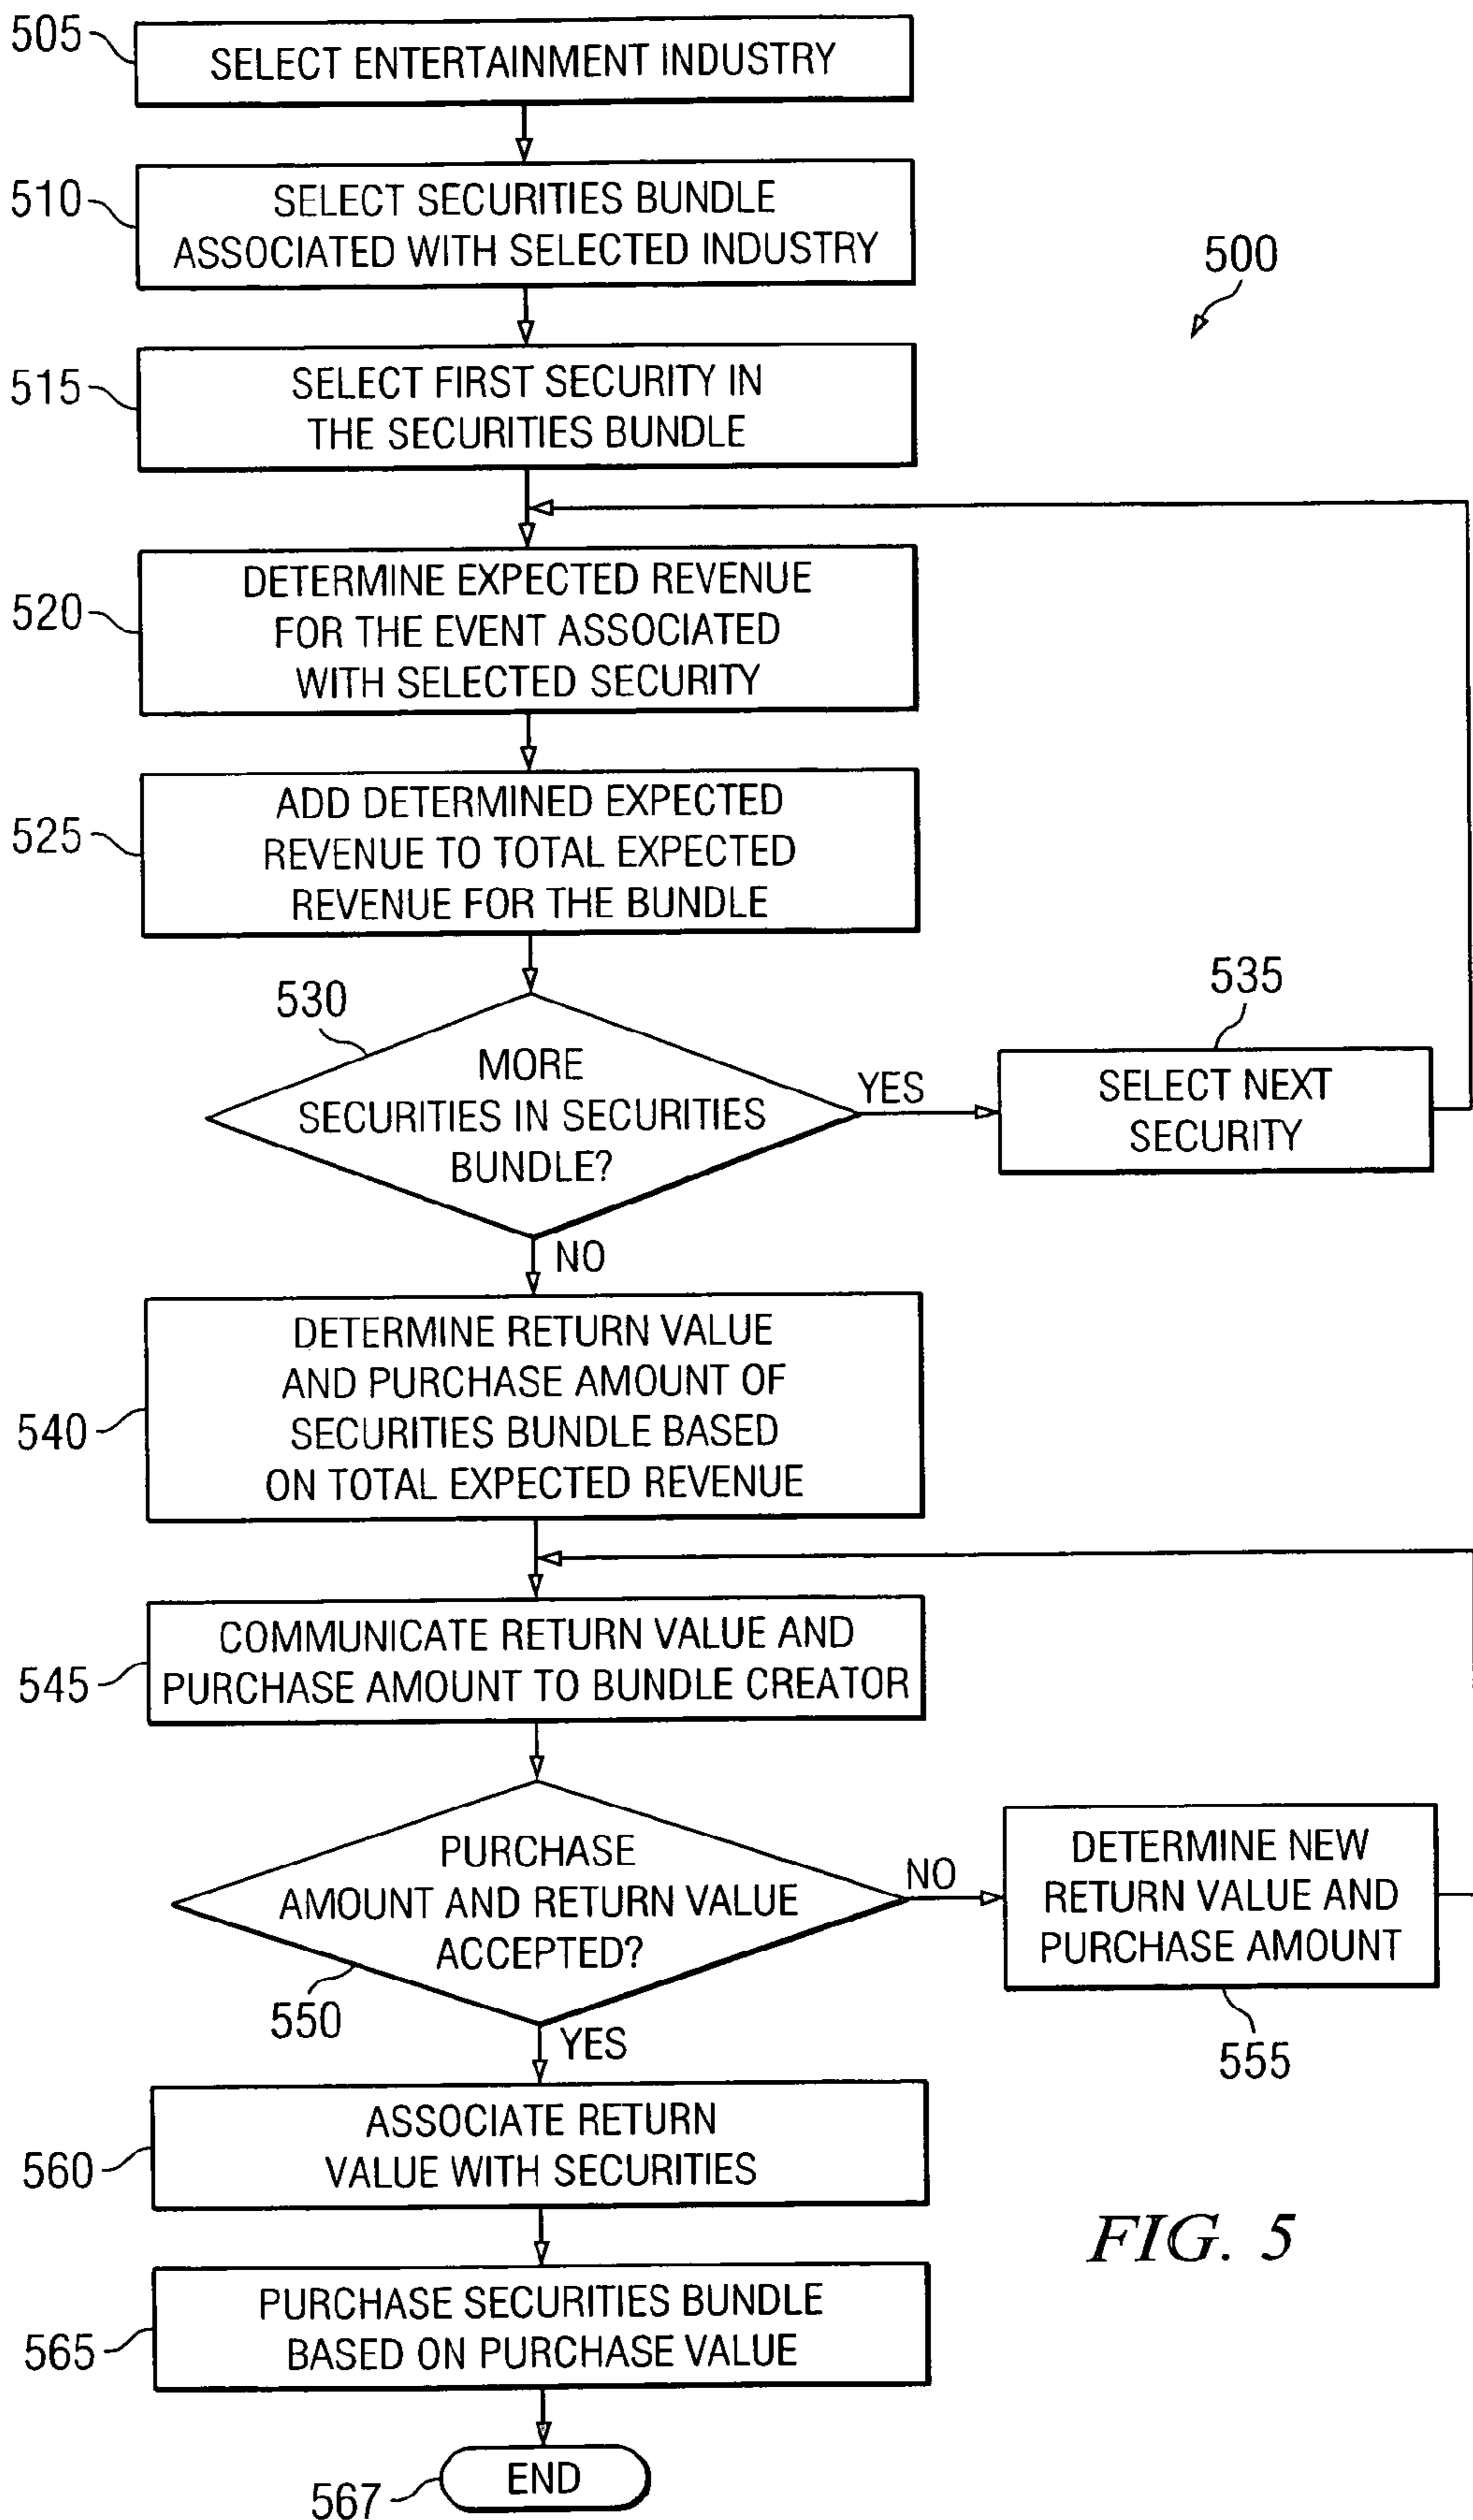 505
SELECT ENTERTAINMENT INDUSTRY
510
SELECT SECURITIES BUNDLE
ASSOCIATED WITH SELECTED INDUSTRY
500
515
SELECT FIRST SECURITY IN
THE SECURITIES BUNDLE
520
DETERMINE EXPECTED REVENUE
FOR THE EVENT ASSOCIATED
WITH SELECTED SECURITY
525
ADD DETERMINED EXPECTED
REVENUE TO TOTAL EXPECTED
REVENUE FOR THE BUNDLE
530
MORE
SECURITIES IN SECURITIES
BUNDLE?
YES
535
SELECT NEXT
SECURITY
NO
540
DETERMINE RETURN VALUE
AND PURCHASE AMOUNT OF
SECURITIES BUNDLE BASED
ON TOTAL EXPECTED REVENUE
545
COMMUNICATE RETURN VALUE AND
PURCHASE AMOUNT TO BUNDLE CREATOR
PURCHASE
AMOUNT AND RETURN VALUE
ACCEPTED?
550
NO
DETERMINE NEW
RETURN VALUE AND
PURCHASE AMOUNT
555
YES
560
ASSOCIATE RETURN
VALUE WITH SECURITIES
FIG. 5
565
PURCHASE SECURITIES BUNDLE
BASED ON PURCHASE VALUE
567
END